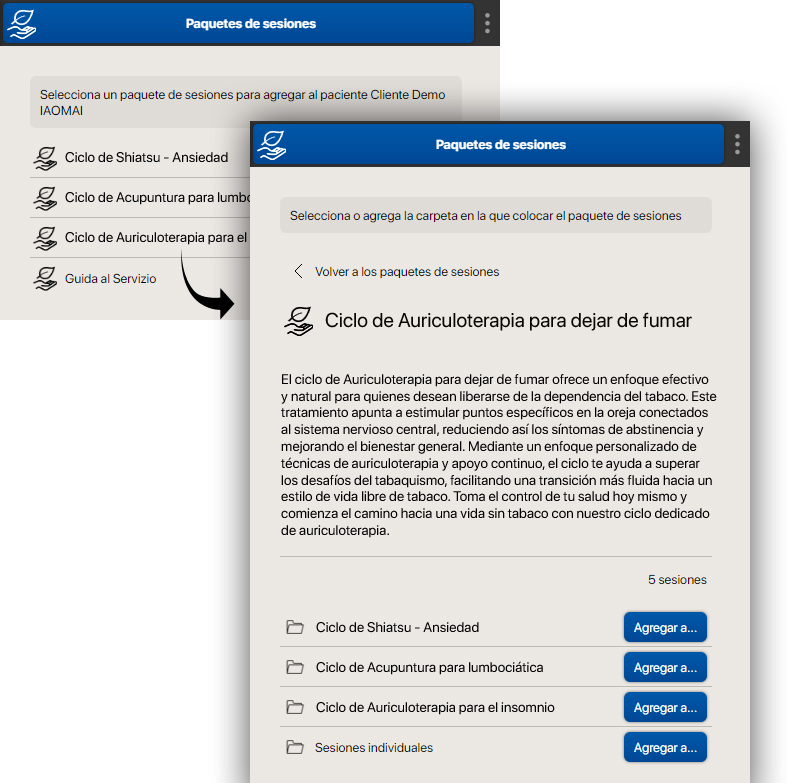 Paquetes de sesiones
Selecciona un paquete de sesiones para agregar al paciente Cliente Demo
IAOMAI
Ciclo de Shiatsu - Ansiedad
Ciclo de Acupuntura para
Ciclo de Auriculoterapia para el
Guida al Servizio
Paquetes de sesiones
Selecciona o agrega la carpeta en la que colocar el paquete de sesiones
Volver a los paquetes de sesiones
Ciclo de Auriculoterapia para dejar de fumar
El ciclo de Auriculoterapia para dejar de fumar ofrece un enfoque efectivo
y natural para quienes desean liberarse de la dependencia del tabaco. Este
tratamiento apunta a estimular puntos específicos en la oreja conectados
al sistema nervioso central, reduciendo así los síntomas de abstinencia y
mejorando el bienestar general. Mediante un enfoque personalizado de
técnicas de auriculoterapia y apoyo continuo, el ciclo te ayuda a superar
los desafíos del tabaquismo, facilitando una transición más fluida hacia un
estilo de vida libre de tabaco. Toma el control de tu salud hoy mismo y
comienza el camino hacia una vida sin tabaco con nuestro ciclo dedicado
de auriculoterapia.
5 sesiones
Ciclo de Shiatsu - Ansiedad Agregar a...
Ciclo de Acupuntura para lumbociática Agregar a...
Ciclo de Auriculoterapia para el insomnio Agregar a...
Sesiones individuales Agregar a...